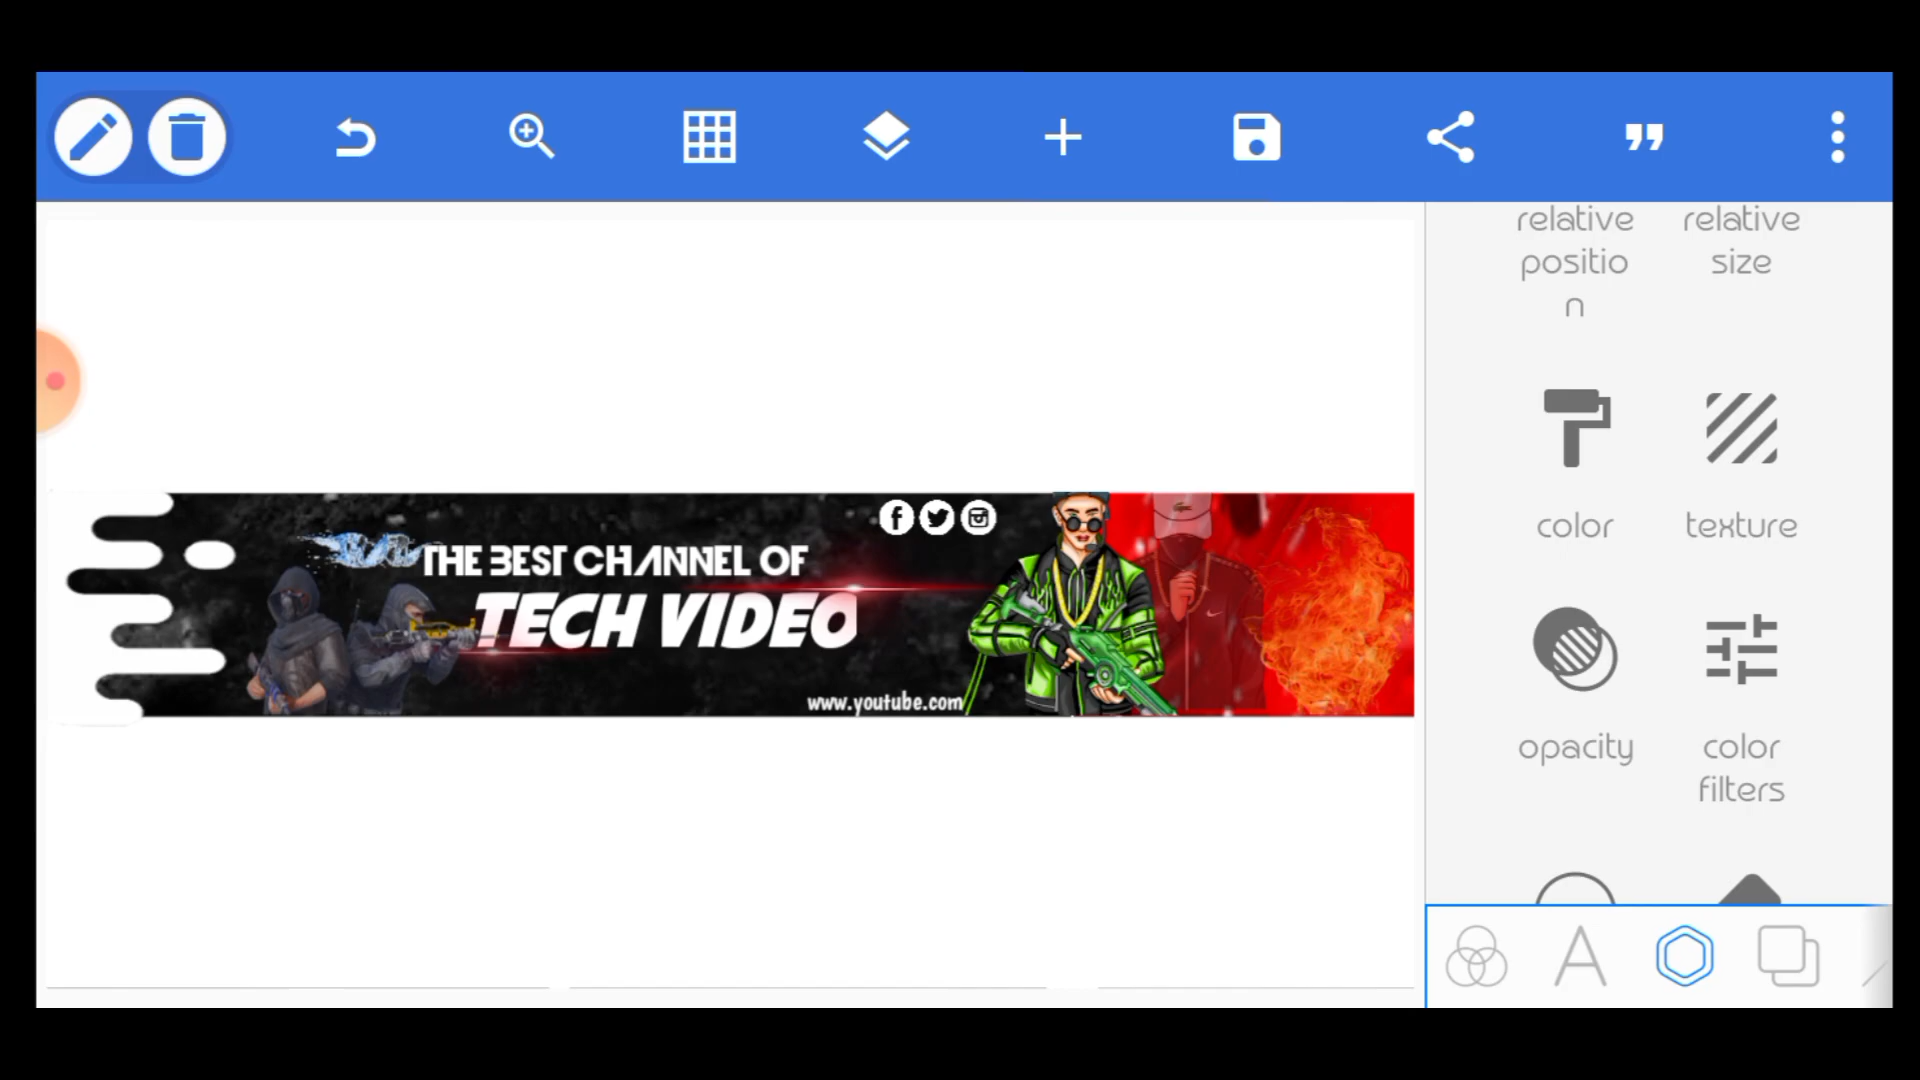 relative
positio
n
relative
size
color
texture
THE BEST CHANNEL OF
TECH VIDEO
www.youtube.com
opacity
color
filters